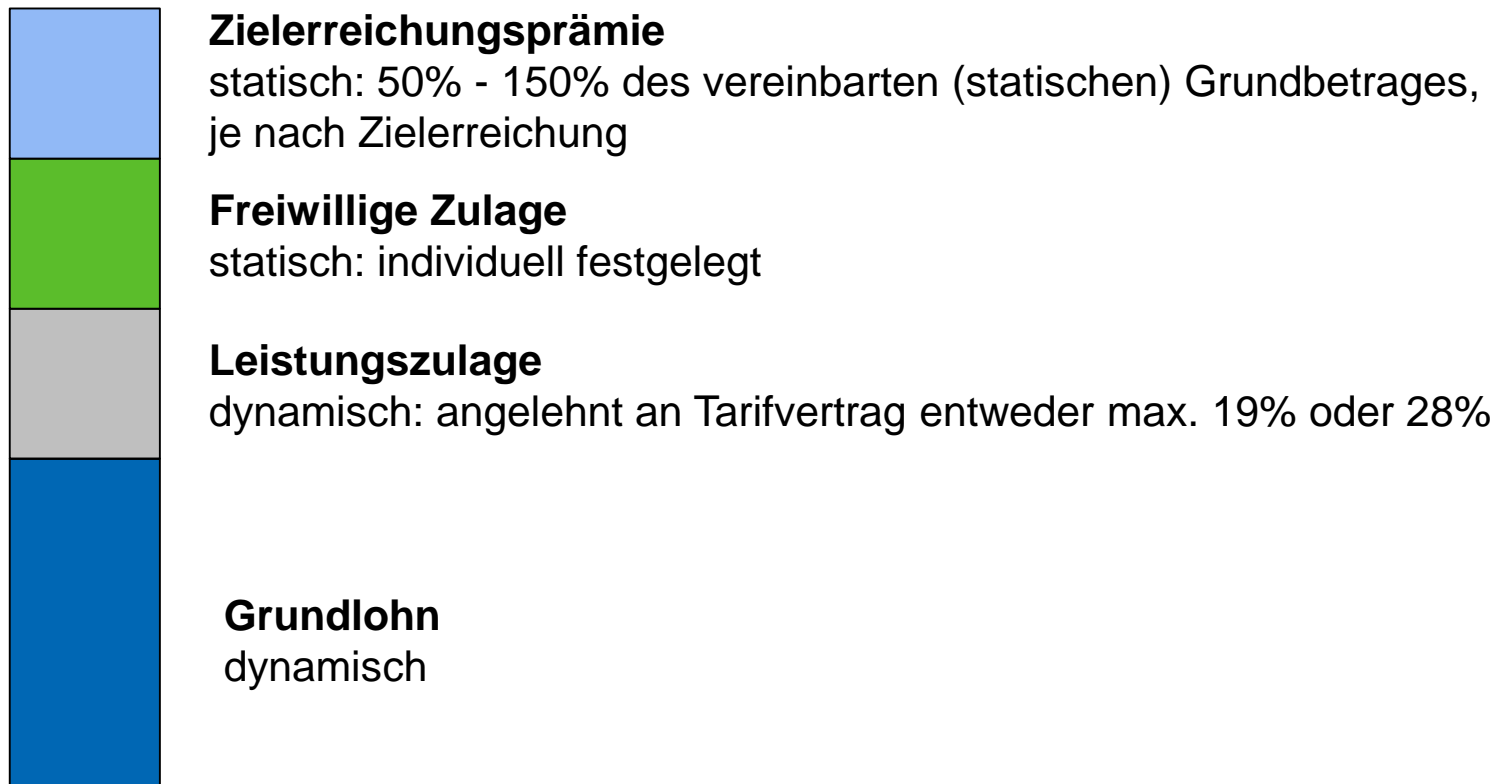 Zielerreichungsprämie
statisch: 50% - 150% des vereinbarten (statischen) Grundbetrages,
je nach Zielerreichung
Freiwillige Zulage
statisch: individuell festgelegt
Leistungszulage
dynamisch: angelehnt an Tarifvertrag entweder max. 19% oder 28%
Grundlohn
dynamisch